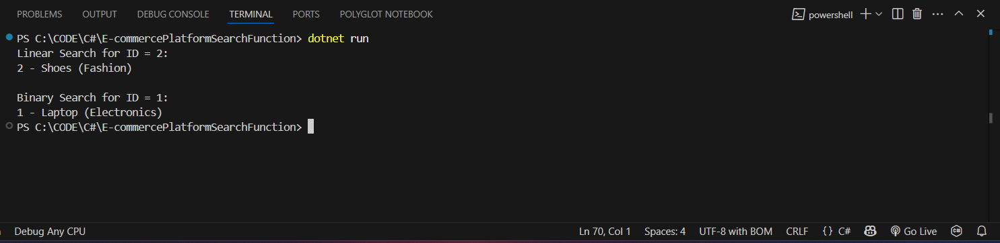 PROBLEMS OUTPUT DEBUG CONSOLE TERMINAL PORTS POLYGLOT NOTEBOOK powershell
PS C:\CODE\C#\E-commercePlatformSearchFunction> dotnet run
Linear Search for ID = 2:
2 - Shoes (Fashion)
Binary Search for ID = 1:
1 - Laptop (Electronics)
PS C:\CODE\C#\E-commercePlatformSearchFunction>
Debug Any CPU Ln 70, Col 1 Spaces: 4 UTF-8 with BOM CRLF {} C# Go Live